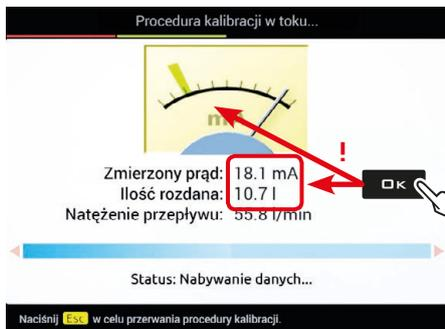 Procedura kalibracji w toku...
mA
Zmierzony prąd: 18.1 mA
!
Ilość rozdana: 10.7 l
OK
Natężenie przepływu: 55.8 l/min
Status: Nabywanie danych...
Naciśnij Esc w celu przerwania procedury kalibracji.